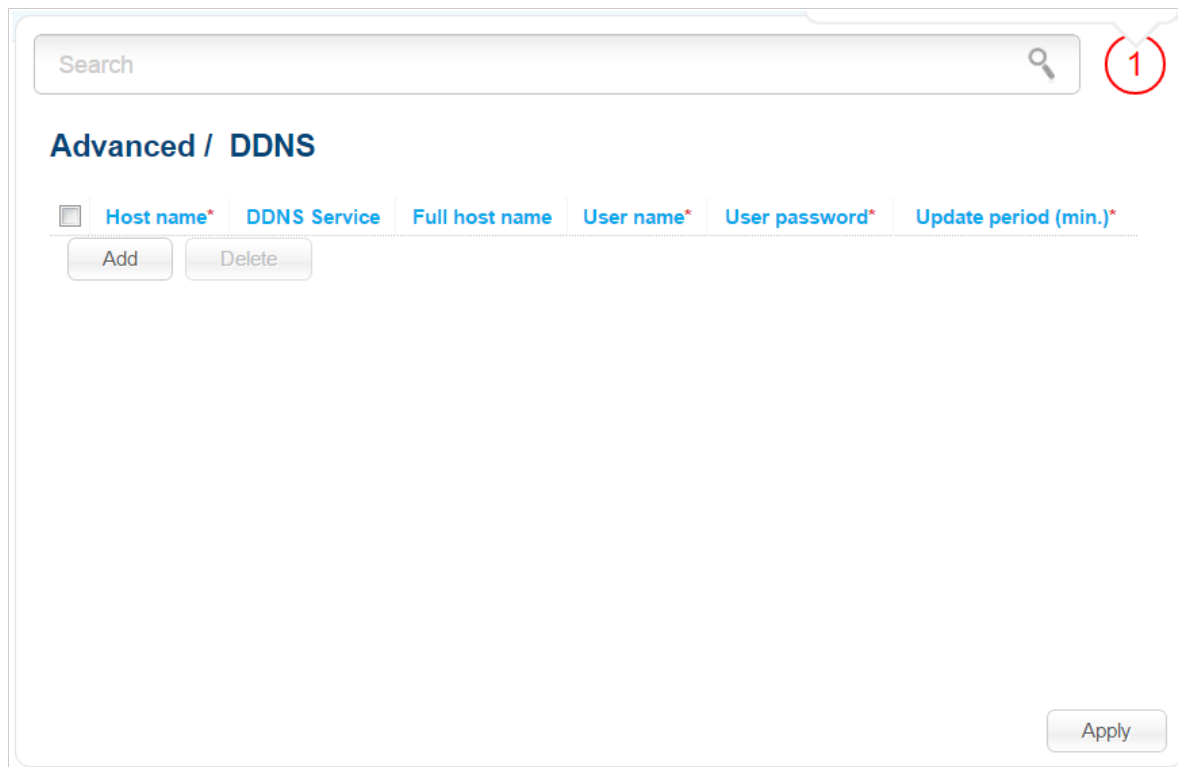 Search
1
Advanced / DDNS
Host name* DDNS Service Full host name User name* User password* Update period (min.)*
Add Delete
Apply